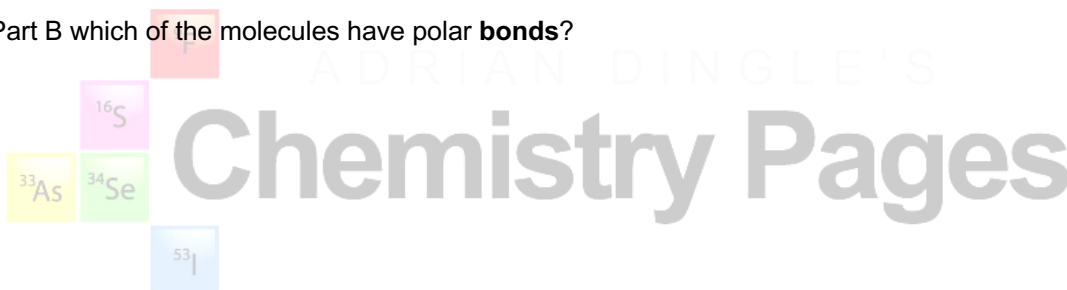 Part B which of the molecules have polar bonds?
F
ADRIAN DINGLE'S
16S
Chemistry Pages
33As 34Se
53I